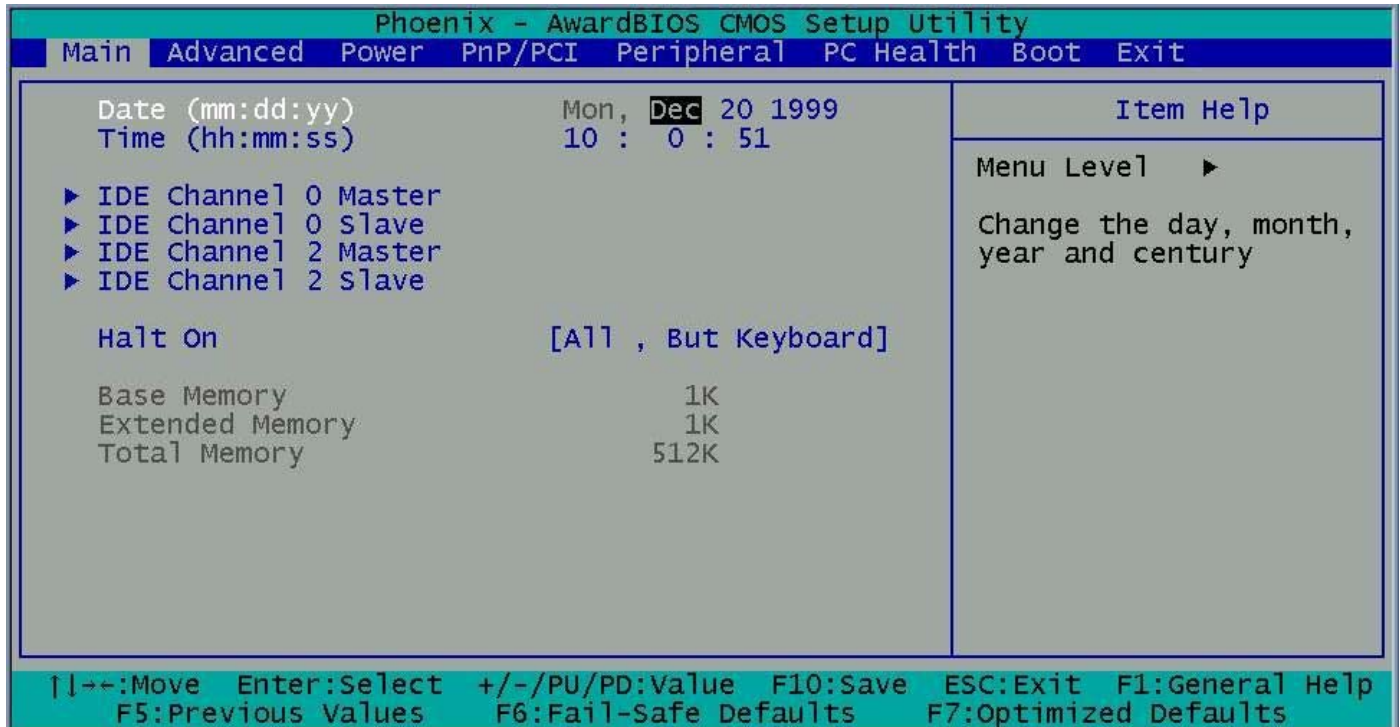 Phoenix - AwardBIOS CMOS Setup Utility
Main Advanced Power PnP/PCI Peripheral PC Health Boot Exit
Date (mm:dd:yy) Mon, Dec 20 1999
Time (hh:mm:ss) 10 : 0 : 51
▶ IDE Channel 0 Master
▶ IDE Channel 0 Slave
▶ IDE Channel 2 Master
▶ IDE Channel 2 Slave
Halt On [All , But Keyboard]
Base Memory 1K
Extended Memory 1K
Total Memory 512K
Item Help
Menu Level ▶
Change the day, month,
year and century
↑↓→←:Move Enter:Select +/-/PU/PD:Value F10:Save ESC:Exit F1:General Help
F5:Previous Values F6:Fail-Safe Defaults F7:Optimized Defaults